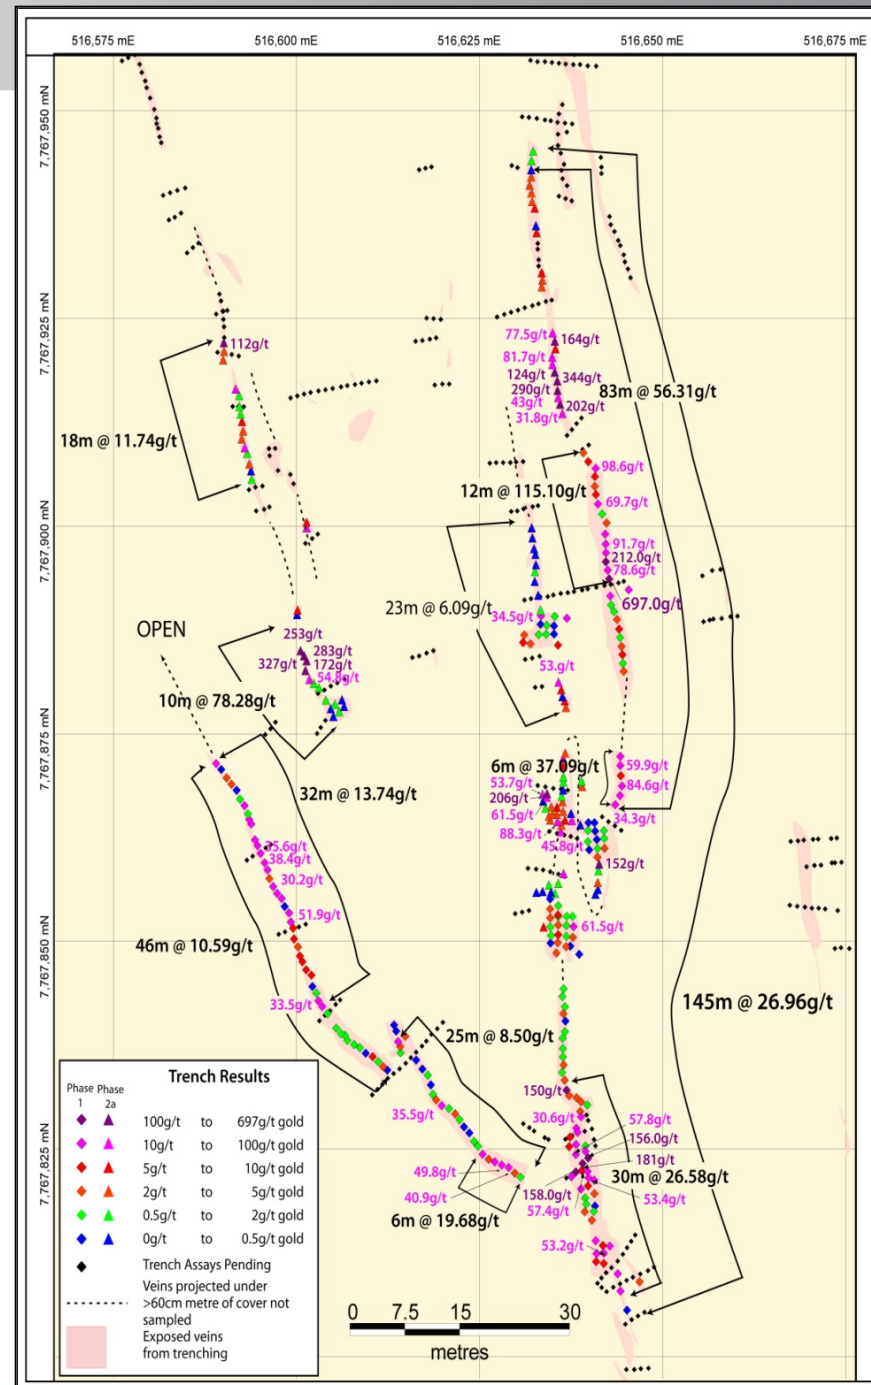 516,575 mE
516,600 mE
516,625 mE
516,650 mE
516,675 mE
7,767,950 mN
7,767,925 mN
7,767,900 mN
7,767,875 mN
7,767,850 mN
7,767,825 mN
77.5g/t
164g/t
112g/t
81.7g/t
124g/t
344g/t
290g/t
83m @ 56.31g/t
43g/t
202g/t
31.8g/t
18m @ 11.74g/t
98.6g/t
12m @ 115.10g/t
69.7g/t
91.7g/t
212.0g/t
78.6g/t
697.0g/t
23m @ 6.09g/t
34.5g/t
OPEN
253g/t
283g/t
327g/t
172g/t
54.8g/t
53.g/t
10m @ 78.28g/t
6m @ 37.09g/t
59.9g/t
53.7g/t
84.6g/t
32m @ 13.74g/t
206g/t
61.5g/t
34.3g/t
88.3g/t
45.8g/t
35.6g/t
38.4g/t
152g/t
30.2g/t
51.9g/t
61.5g/t
46m @ 10.59g/t
33.5g/t
145m @ 26.96g/t
25m @ 8.50g/t
150g/t
35.5g/t
30.6g/t
57.8g/t
156.0g/t
181g/t
49.8g/t
30m @ 26.58g/t
40.9g/t
158.0g/t
53.4g/t
57.4g/t
6m @ 19.68g/t
53.2g/t
Trench Results
Phase 1
Phase 2a
100g/t to 697g/t gold
10g/t to 100g/t gold
5g/t to 10g/t gold
2g/t to 5g/t gold
0.5g/t to 2g/t gold
0g/t to 0.5g/t gold
Trench Assays Pending
Veins projected under
>60cm metre of cover not
sampled
Exposed veins
from trenching
0 7.5 15 30
metres